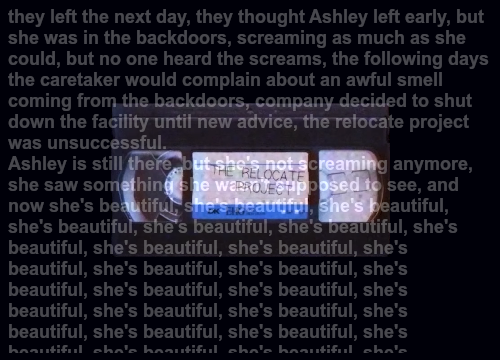 they left the next day, they thought Ashley left early, but
she was in the backdoors, screaming as much as she
could, but no one heard the screams, the following days
the caretaker would complain about an awful smell
coming from the backdoors, company decided to shut
down the facility until new advice, the relocate project
was unsuccessful.
Ashley is still there, but she's not screaming anymore,
she saw something she wasn't supposed to see, and
now she's beautiful, she's beautiful, she's beautiful,
she's beautiful, she's beautiful, she's beautiful, she's
beautiful, she's beautiful, she's beautiful, she's
beautiful, she's beautiful, she's beautiful, she's
beautiful, she's beautiful, she's beautiful, she's
beautiful, she's beautiful, she's beautiful, she's
beautiful, she's beautiful, she's beautiful, she's
beautiful, she's beautiful, she's beautiful, she's
THE RELOCATE
PROJECT